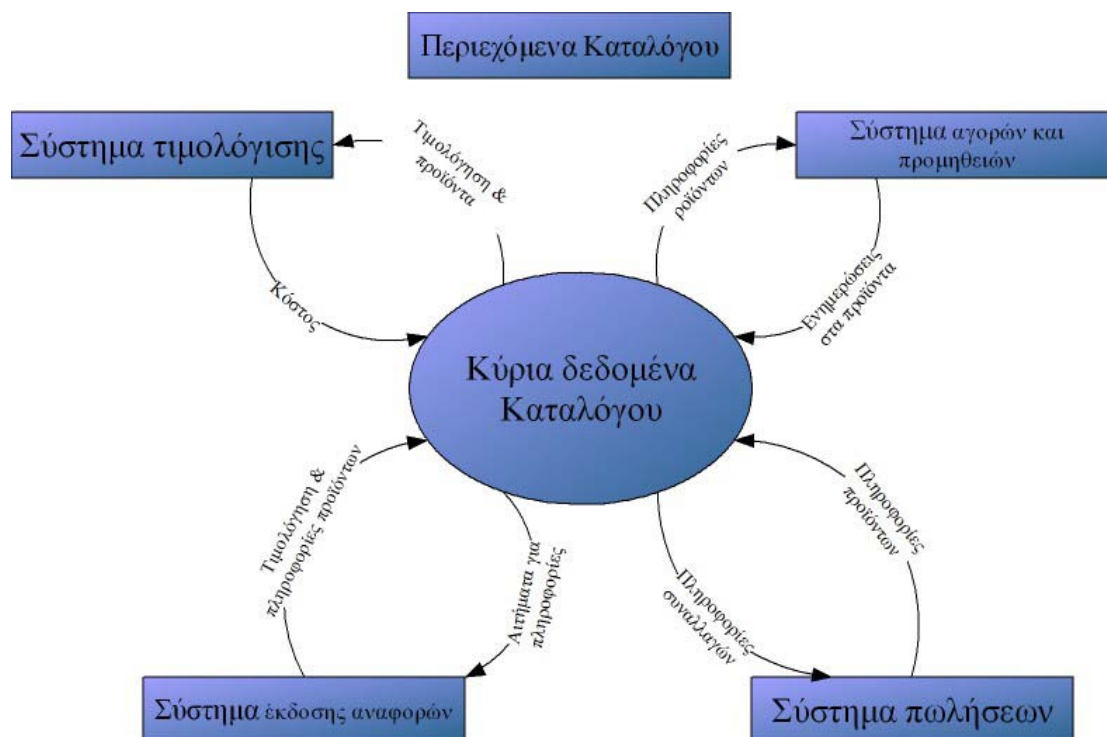 Περιεχόμενα Καταλόγου
Σύστημα τιμολόγισης
Τιμολόγηση &
προϊόντα
Πληροφορίες
ροϊόντων
Σύστημα αγορών και
προμηθειών
Κόστος
Ενημερώσεις
στα προϊόντα
Κύρια δεδομένα
Καταλόγου
Τιμολόγηση &
πληροφορίες προϊόντων
Αιτήματα για
πληροφορίες
Πληροφορίες
συναλλαγών
Πληροφορίες
προϊόντων
Σύστημα έκδοσης αναφορών
Σύστημα πωλήσεων